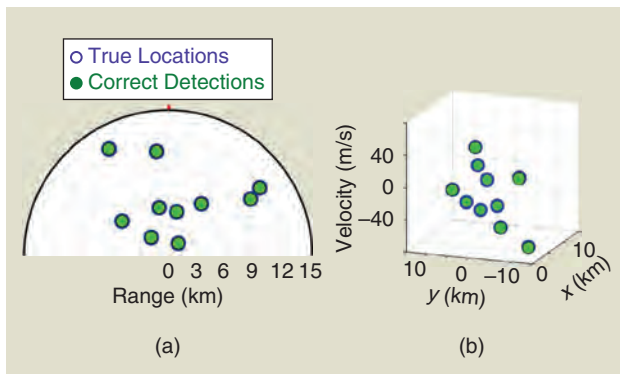 True Locations
Correct Detections
0 3 6 9 12 15
Range (km)
(a)
Velocity (m/s)
40
0
–40
10 0 –10
y (km)
0 10
x (km)
(b)